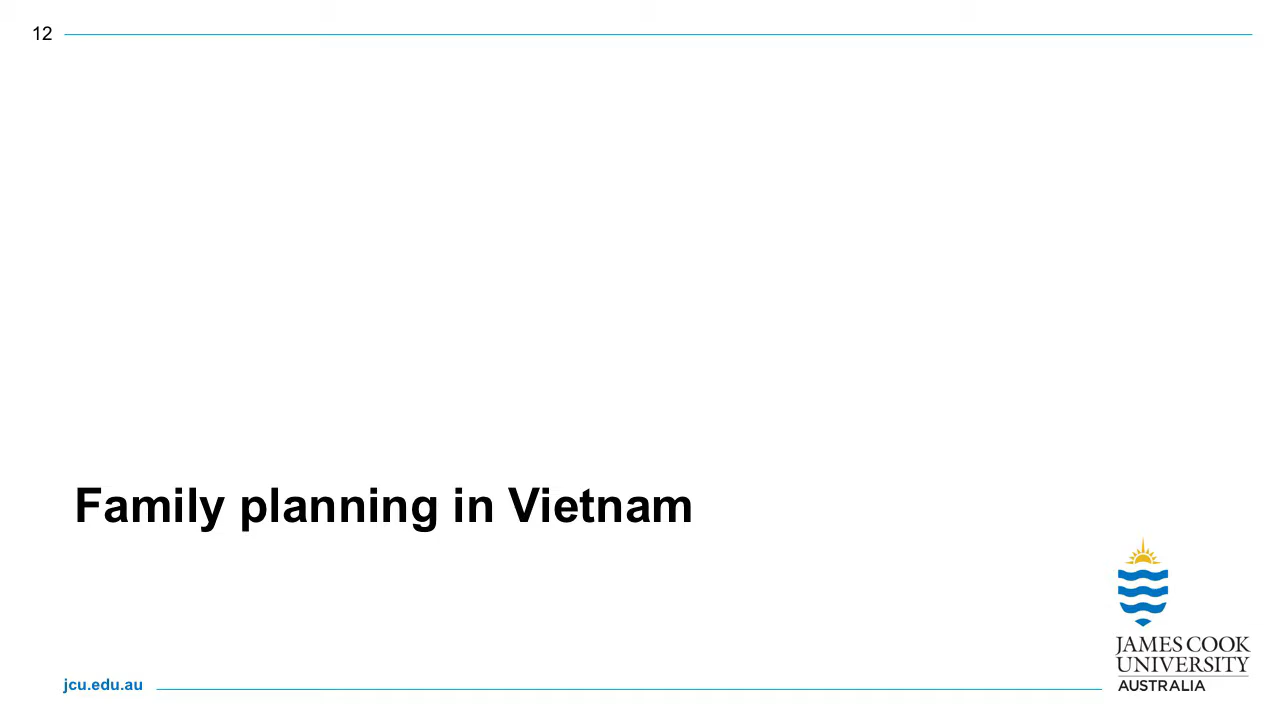 12
Family planning in Vietnam
JAMES COOK
UNIVERSITY
AUSTRALIA
jcu.edu.au